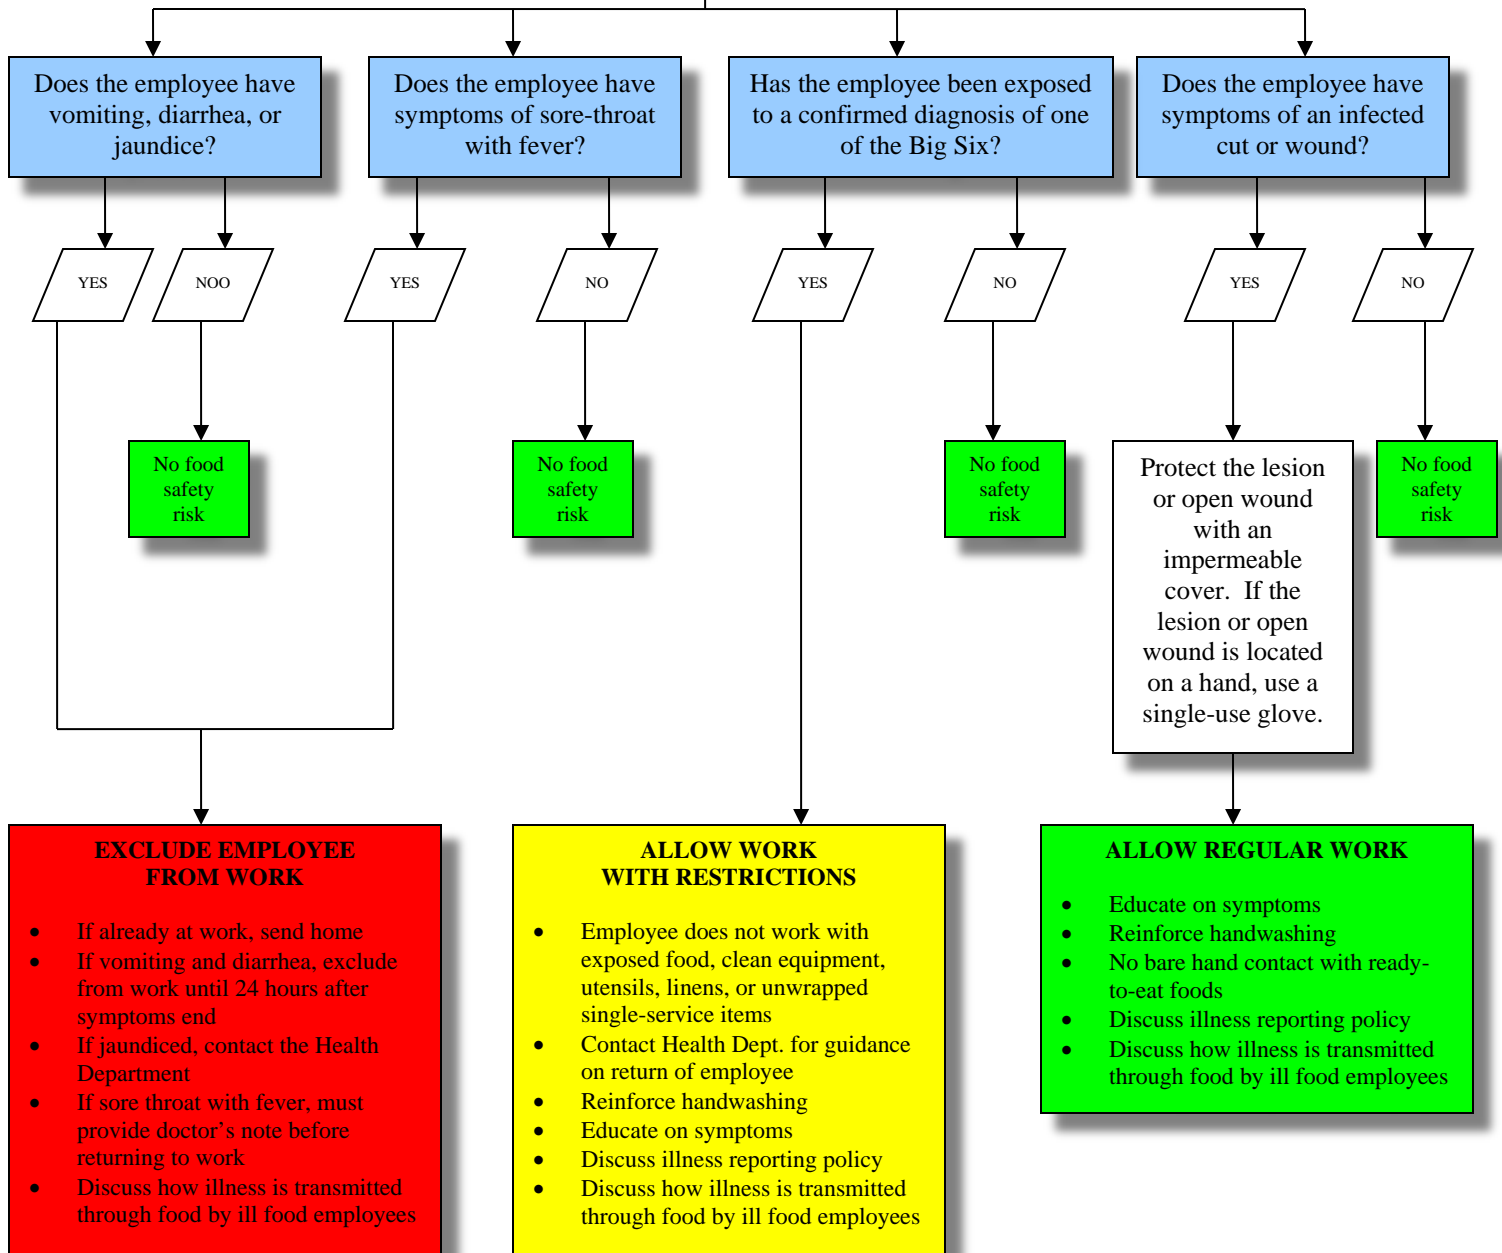 Does the employee have
vomiting, diarrhea, or
jaundice?
Does the employee have
symptoms of sore-throat
with fever?
Has the employee been exposed
to a confirmed diagnosis of one
of the Big Six?
Does the employee have
symptoms of an infected
cut or wound?
YES
NOO
YES
NO
YES
NO
YES
NO
No food
safety
risk
No food
safety
risk
No food
safety
risk
Protect the lesion
or open wound
with an
impermeable
cover.  If the
lesion or open
wound is located
on a hand, use a
single-use glove.
No food
safety
risk
EXCLUDE EMPLOYEE
FROM WORK
• If already at work, send home
• If vomiting and diarrhea, exclude
from work until 24 hours after
symptoms end
• If jaundiced, contact the Health
Department
• If sore throat with fever, must
provide doctor’s note before
returning to work
• Discuss how illness is transmitted
through food by ill food employees
ALLOW WORK
WITH RESTRICTIONS
• Employee does not work with
exposed food, clean equipment,
utensils, linens, or unwrapped
single-service items
• Contact Health Dept. for guidance
on return of employee
• Reinforce handwashing
• Educate on symptoms
• Discuss illness reporting policy
• Discuss how illness is transmitted
through food by ill food employees
ALLOW REGULAR WORK
• Educate on symptoms
• Reinforce handwashing
• No bare hand contact with ready-
to-eat foods
• Discuss illness reporting policy
• Discuss how illness is transmitted
through food by ill food employees